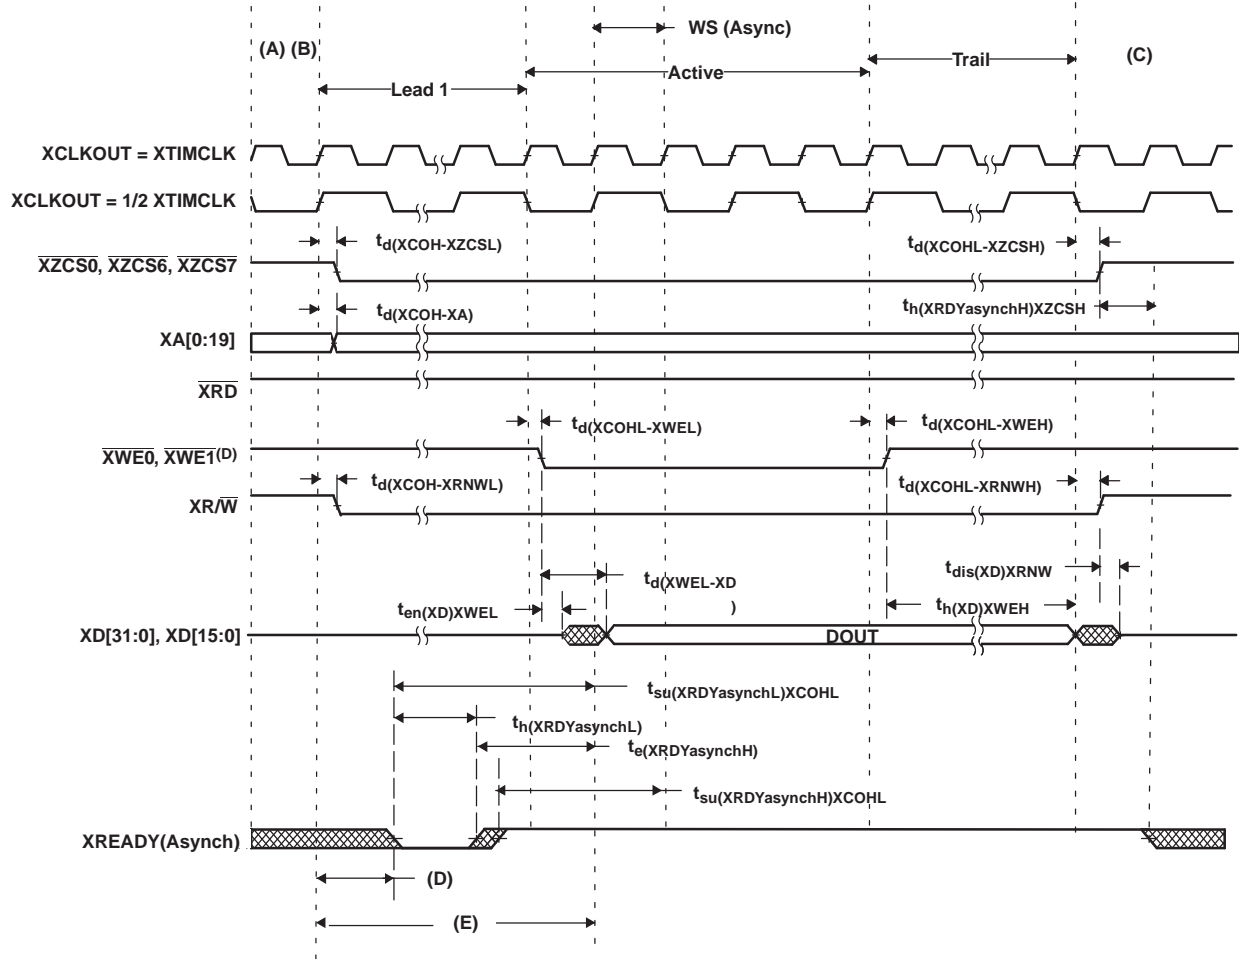 WS (Async)
(A) (B)
Trail
(C)
Active
Lead 1
XCLKOUT = XTIMCLK
XCLKOUT = 1/2 XTIMCLK
td(XCOH-XZCSL)
td(XCOHL-XZCSH)
XZCS0, XZCS6, XZCS7
td(XCOH-XA)
th(XRDYasynchH)XZCSH
XA[0:19]
XRD
td(XCOHL-XWEL)
td(XCOHL-XWEH)
XWE0, XWE1(D)
td(XCOH-XRNWL)
td(XCOHL-XRNWH)
XR/W
tdis(XD)XRNW
td(XWEL-XD
)
ten(XD)XWEL
th(XD)XWEH
XD[31:0], XD[15:0]
DOUT
tsu(XRDYasynchL)XCOHL
th(XRDYasynchL)
te(XRDYasynchH)
tsu(XRDYasynchH)XCOHL
XREADY(Asynch)
(D)
(E)